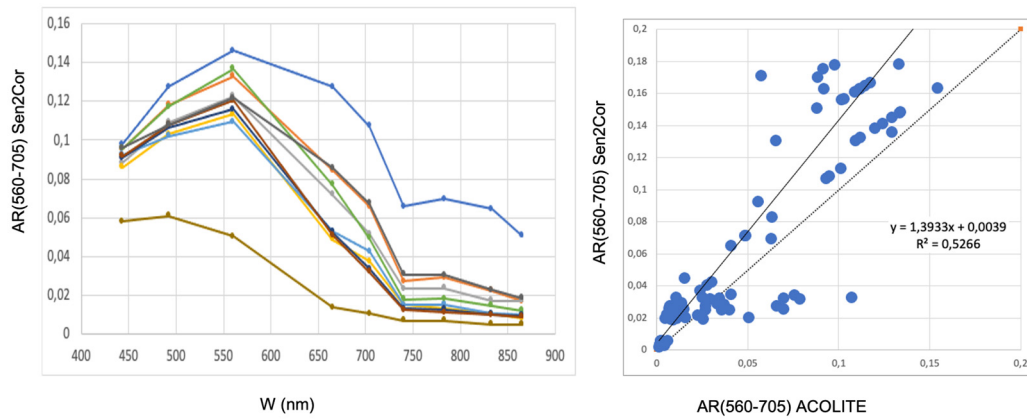 AR(560-705) Sen2Cor
0,16
0,14
0,12
0,1
0,08
0,06
0,04
0,02
0
400 450 500 550 600 650 700 750 800 850 900
W (nm)
AR(560-705) Sen2Cor
0,2
0,18
0,16
0,14
0,12
0,1
0,08
0,06
0,04
0,02
0
y = 1,3933x + 0,0039
R² = 0,5266
0 0,05 0,1 0,15 0,2
AR(560-705) ACOLITE